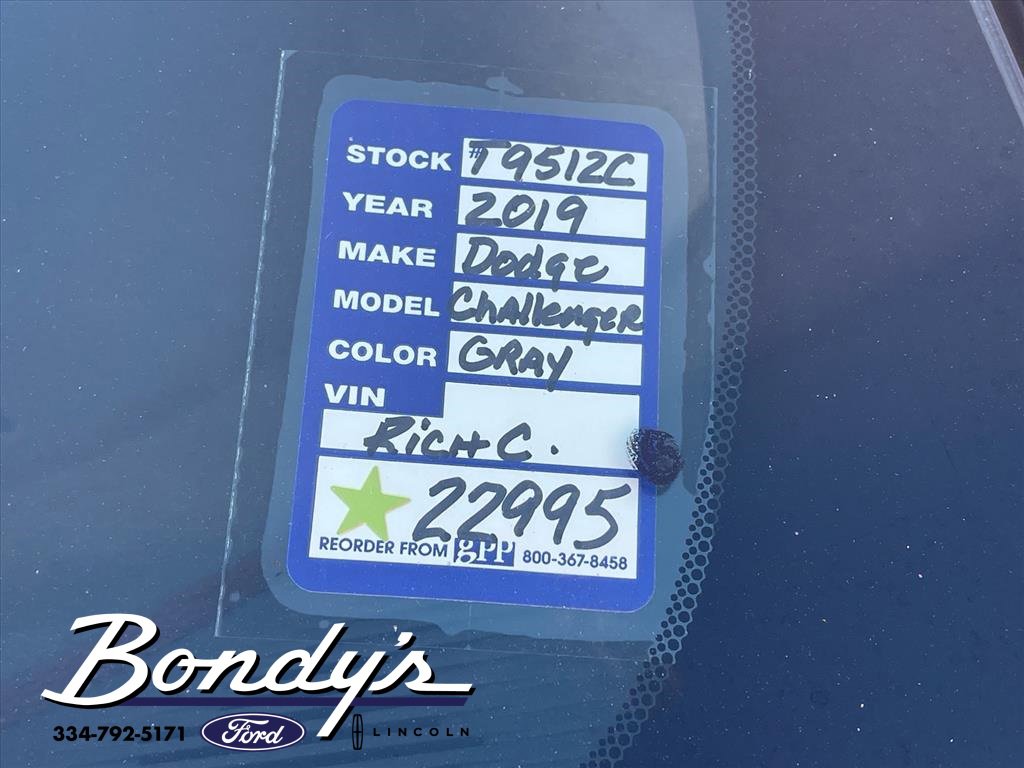 STOCK #T9512C
YEAR 2019
MAKE Dodge
MODEL ChallengeR
COLOR GRAY
VIN
RICH C.
22995
REORDER FROM gPP 800-367-8458
Bondy's
334-792-5171 Ford LINCOLN